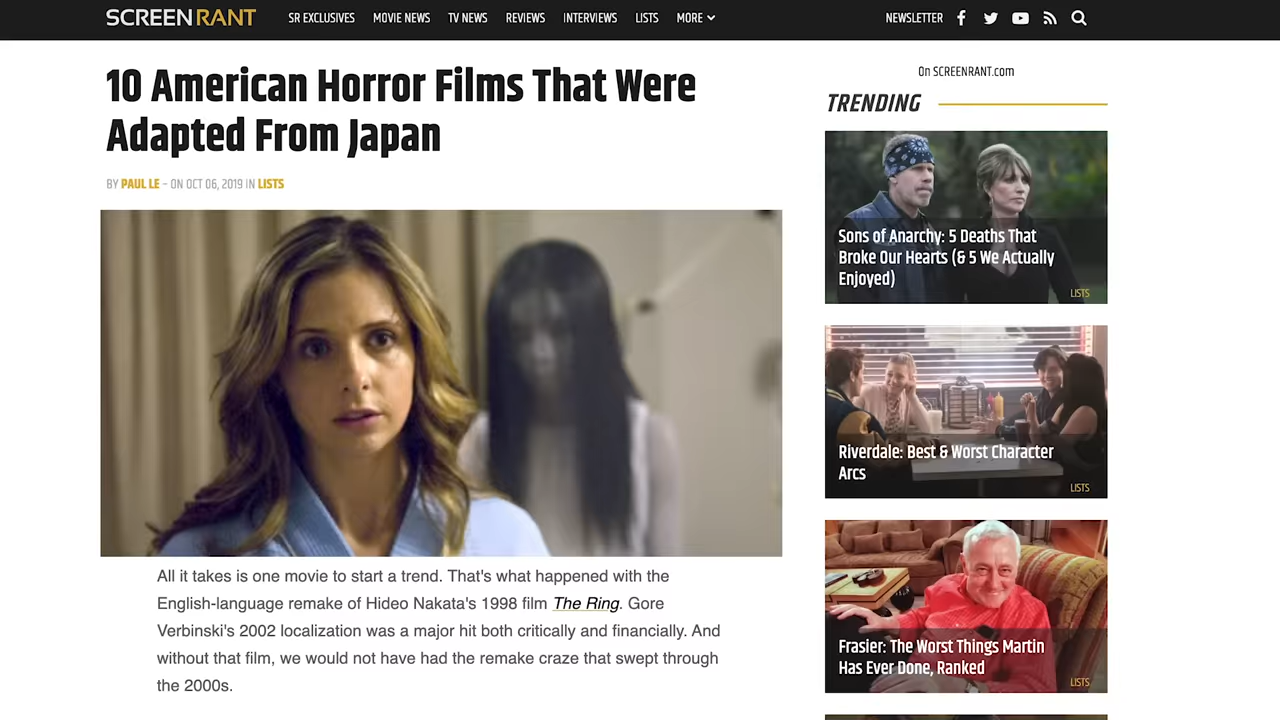 SCREENRANT
SR EXCLUSIVES MOVIE NEWS TV NEWS REVIEWS INTERVIEWS LISTS MORE
NEWSLETTER
10 American Horror Films That Were
Adapted From Japan
BY PAUL LE – ON OCT 06, 2019 IN LISTS
All it takes is one movie to start a trend. That's what happened with the
English-language remake of Hideo Nakata's 1998 film The Ring. Gore
Verbinski's 2002 localization was a major hit both critically and financially. And
without that film, we would not have had the remake craze that swept through
the 2000s.
On SCREENRANT.com
TRENDING
Sons of Anarchy: 5 Deaths That
Broke Our Hearts (& 5 We Actually
Enjoyed)
LISTS
Riverdale: Best & Worst Character
Arcs
LISTS
Frasier: The Worst Things Martin
Has Ever Done, Ranked
LISTS